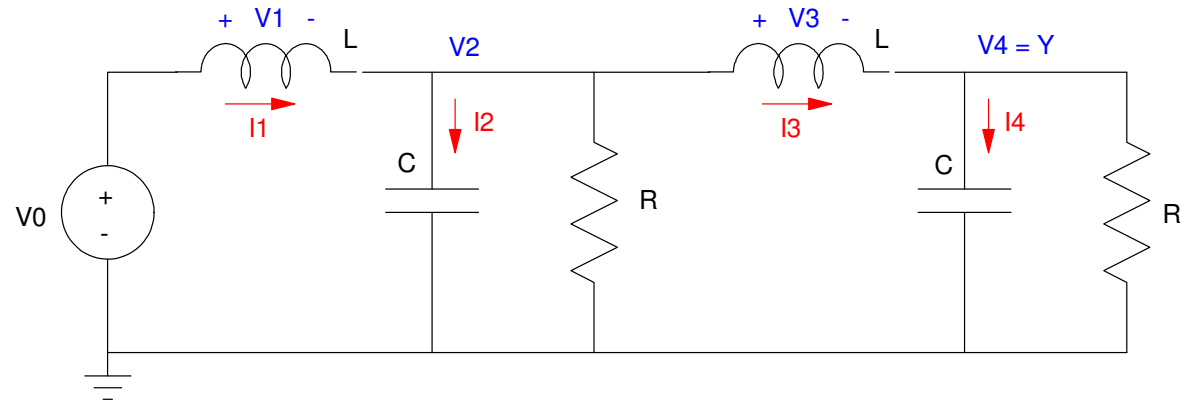 + V1 -
L
V2
+ V3 -
L
V4 = Y
I1
I2
I3
I4
C
C
V0
+
-
R
R